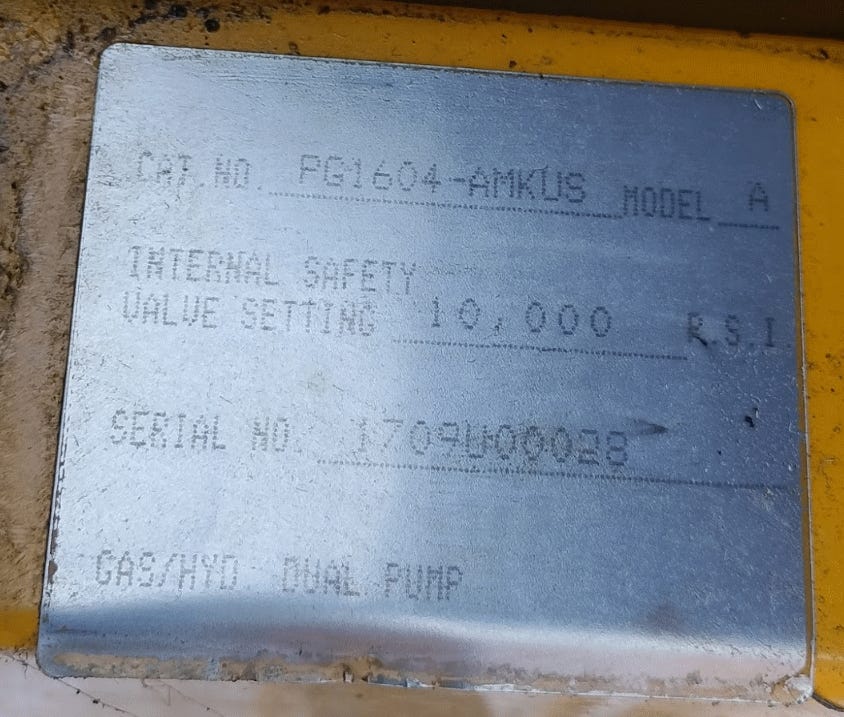 CAT.NO. PG1604-AMKUS MODEL A
INTERNAL SAFETY
VALVE SETTING 10,000 P.S.I.
SERIAL NO. 1709U00028
GAS/HYD DUAL PUMP